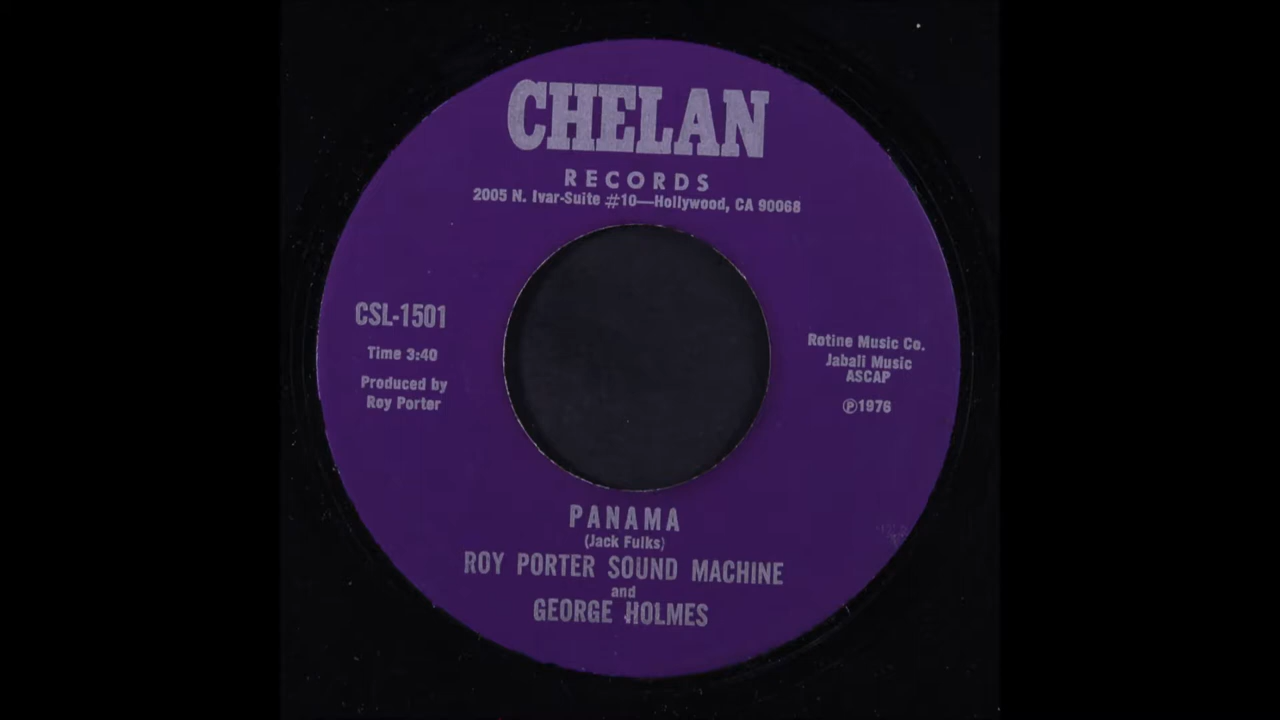 CHELAN
RECORDS
2005 N. Ivar-Suite #10—Hollywood, CA 90068
CSL-1501
Time 3:40
Produced by
Roy Porter
Rotine Music Co.
Jabali Music
ASCAP
℗1976
PANAMA
(Jack Fulks)
ROY PORTER SOUND MACHINE
and
GEORGE HOLMES